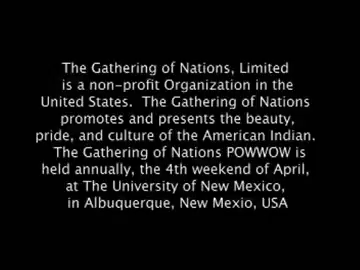 The Gathering of Nations, Limited
is a non-profit Organization in the
United States. The Gathering of Nations
promotes and presents the beauty,
pride, and culture of the American Indian.
The Gathering of Nations POWWOW is
held annually, the 4th weekend of April,
at The University of New Mexico,
in Albuquerque, New Mexio, USA